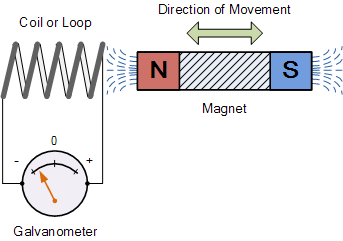 Direction of Movement
Coil or Loop
N
S
Magnet
0
- +
Galvanometer